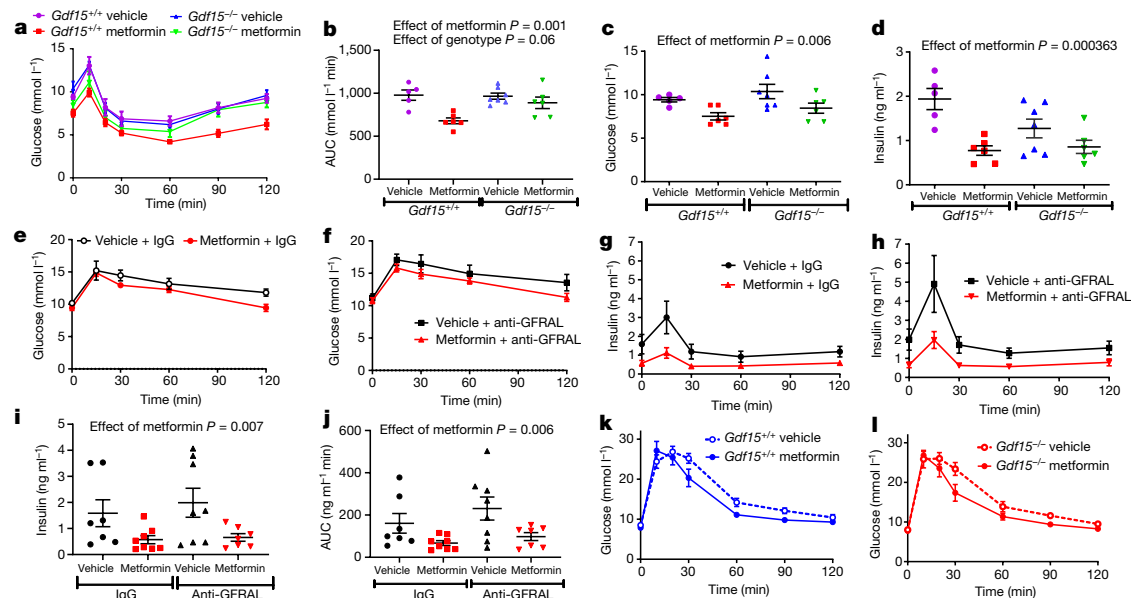 a
Gdf15+/+ vehicle
Gdf15−/− vehicle
Gdf15+/+ metformin
Gdf15−/− metformin
Glucose (mmol l−1)
15
10
5
0
0 30 60 90 120
Time (min)
b
Effect of metformin P = 0.001
Effect of genotype P = 0.06
AUC (mmol l−1 min)
1,500
1,000
500
0
Vehicle Metformin Vehicle Metformin
Gdf15+/+ Gdf15−/−
c
Effect of metformin P = 0.006
Glucose (mmol l−1)
20
15
10
5
0
Vehicle Metformin Vehicle Metformin
Gdf15+/+ Gdf15−/−
d
Effect of metformin P = 0.000363
Insulin (ng ml−1)
3
2
1
0
Vehicle Metformin Vehicle Metformin
Gdf15+/+ Gdf15−/−
e
Vehicle + IgG Metformin + IgG
Glucose (mmol l−1)
20
15
10
5
0
0 30 60 90 120
Time (min)
f
Glucose (mmol l−1)
20
15
10
5
0
Vehicle + anti-GFRAL
Metformin + anti-GFRAL
0 30 60 90 120
Time (min)
g
Insulin (ng ml−1)
7
6
5
4
3
2
1
0
Vehicle + IgG
Metformin + IgG
0 30 60 90 120
Time (min)
h
Insulin (ng ml−1)
7
6
5
4
3
2
1
0
Vehicle + anti-GFRAL
Metformin + anti-GFRAL
0 30 60 90 120
Time (min)
i
Effect of metformin P = 0.007
Insulin (ng ml−1)
5
4
3
2
1
0
Vehicle Metformin Vehicle Metformin
IgG Anti-GFRAL
j
Effect of metformin P = 0.006
AUC (ng ml−1 min)
600
400
200
0
Vehicle Metformin Vehicle Metformin
IgG Anti-GFRAL
k
Gdf15+/+ vehicle
Gdf15+/+ metformin
Glucose (mmol l−1)
30
20
10
0
0 30 60 90 120
Time (min)
l
Gdf15−/− vehicle
Gdf15−/− metformin
Glucose (mmol l−1)
30
20
10
0
0 30 60 90 120
Time (min)